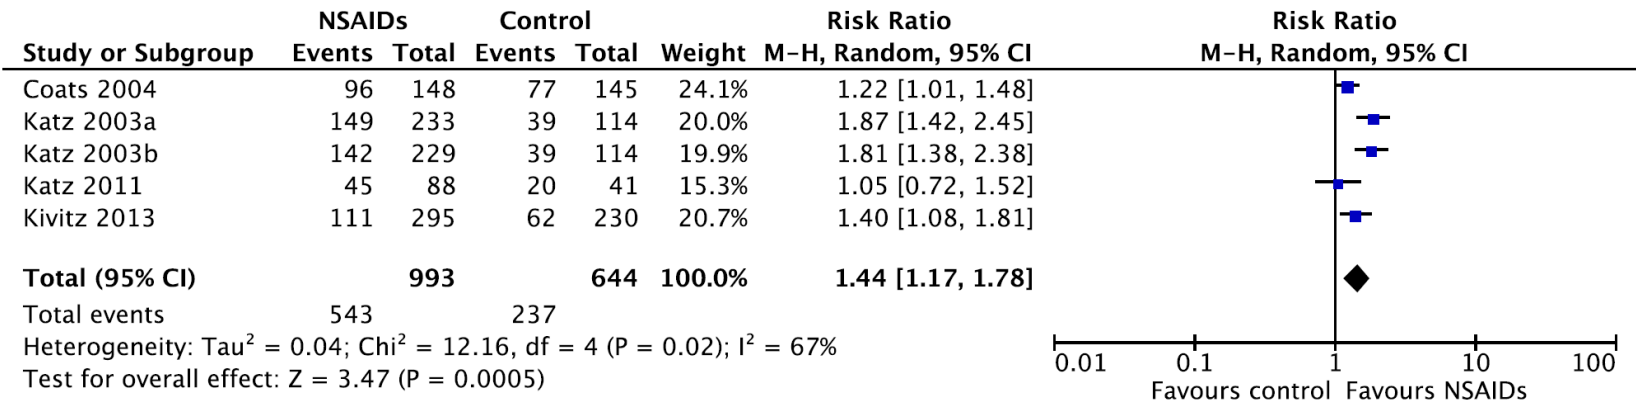 NSAIDs Control Risk Ratio Risk Ratio
Study or Subgroup Events Total Events Total Weight M-H, Random, 95% CI M-H, Random, 95% CI
Coats 2004 96 148 77 145 24.1% 1.22 [1.01, 1.48]
Katz 2003a 149 233 39 114 20.0% 1.87 [1.42, 2.45]
Katz 2003b 142 229 39 114 19.9% 1.81 [1.38, 2.38]
Katz 2011 45 88 20 41 15.3% 1.05 [0.72, 1.52]
Kivitz 2013 111 295 62 230 20.7% 1.40 [1.08, 1.81]
Total (95% CI) 993 644 100.0% 1.44 [1.17, 1.78]
Total events 543 237
Heterogeneity: Tau² = 0.04; Chi² = 12.16, df = 4 (P = 0.02); I² = 67%
Test for overall effect: Z = 3.47 (P = 0.0005)
0.01 0.1 1 10 100
Favours control Favours NSAIDs